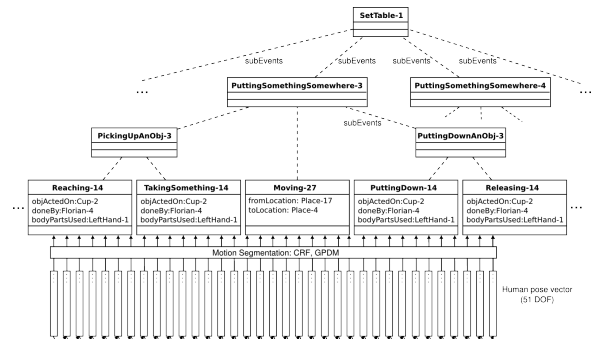 SetTable-1
subEvents
subEvents
subEvents
subEvents
...
PuttingSomethingSomewhere-3
PuttingSomethingSomewhere-4
...
subEvents
PickingUpAnObj-3
PuttingDownAnObj-3
...
Reaching-14
objActedOn:Cup-2
doneBy:Florian-4
bodyPartsUsed:LeftHand-1
TakingSomething-14
objActedOn:Cup-2
doneBy:Florian-4
bodyPartsUsed:LeftHand-1
Moving-27
fromLocation: Place-17
toLocation: Place-4
PuttingDown-14
objActedOn:Cup-2
doneBy:Florian-4
bodyPartsUsed:LeftHand-1
Releasing-14
objActedOn:Cup-2
doneBy:Florian-4
bodyPartsUsed:LeftHand-1
...
Motion Segmentation: CRF, GPDM
Human pose vector
(51 DOF)